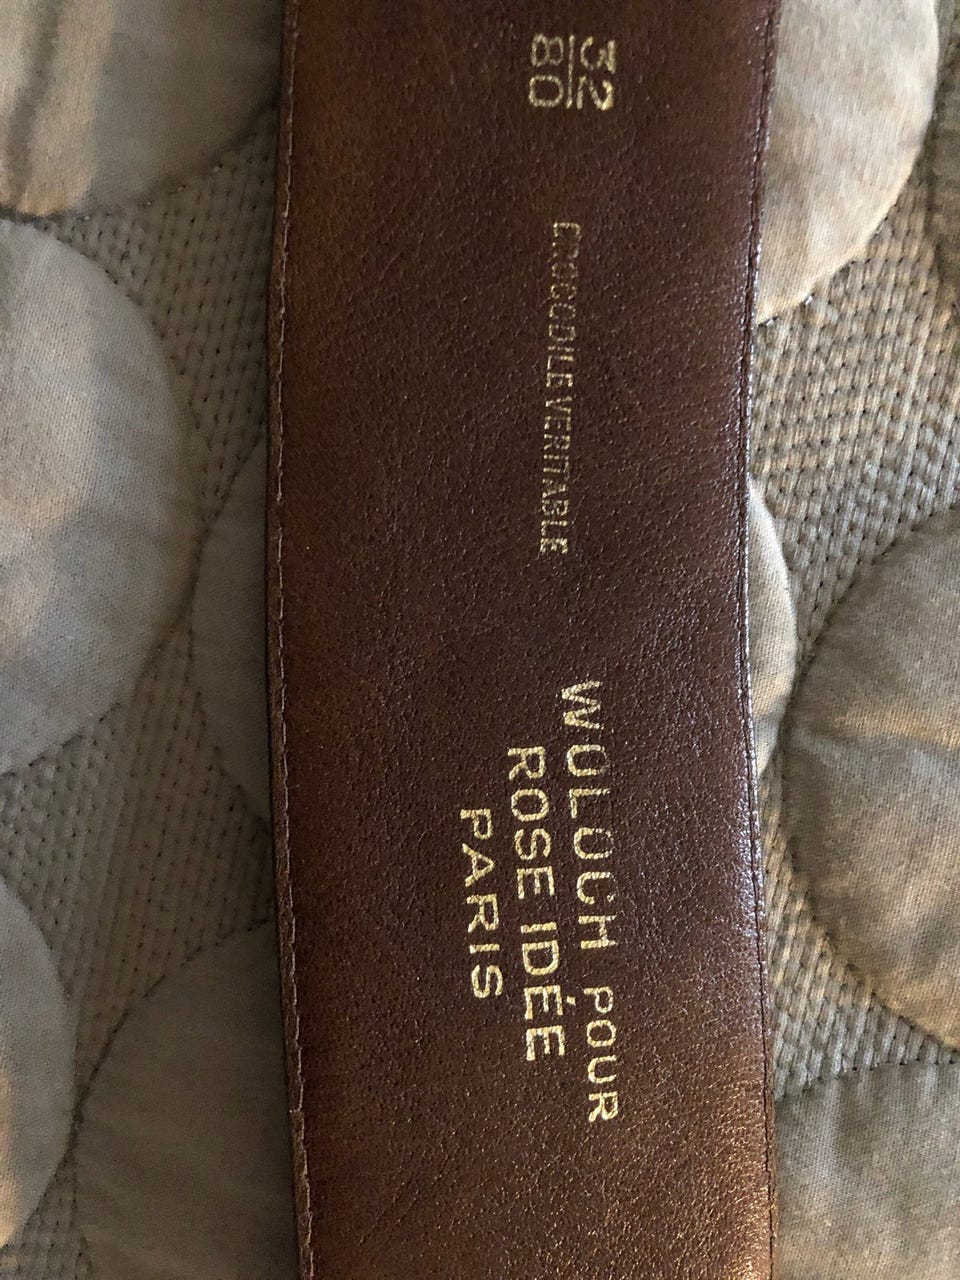 32
80
CROCODILE VERITABLE
WOLOCH POUR
ROSE IDÉE
PARIS